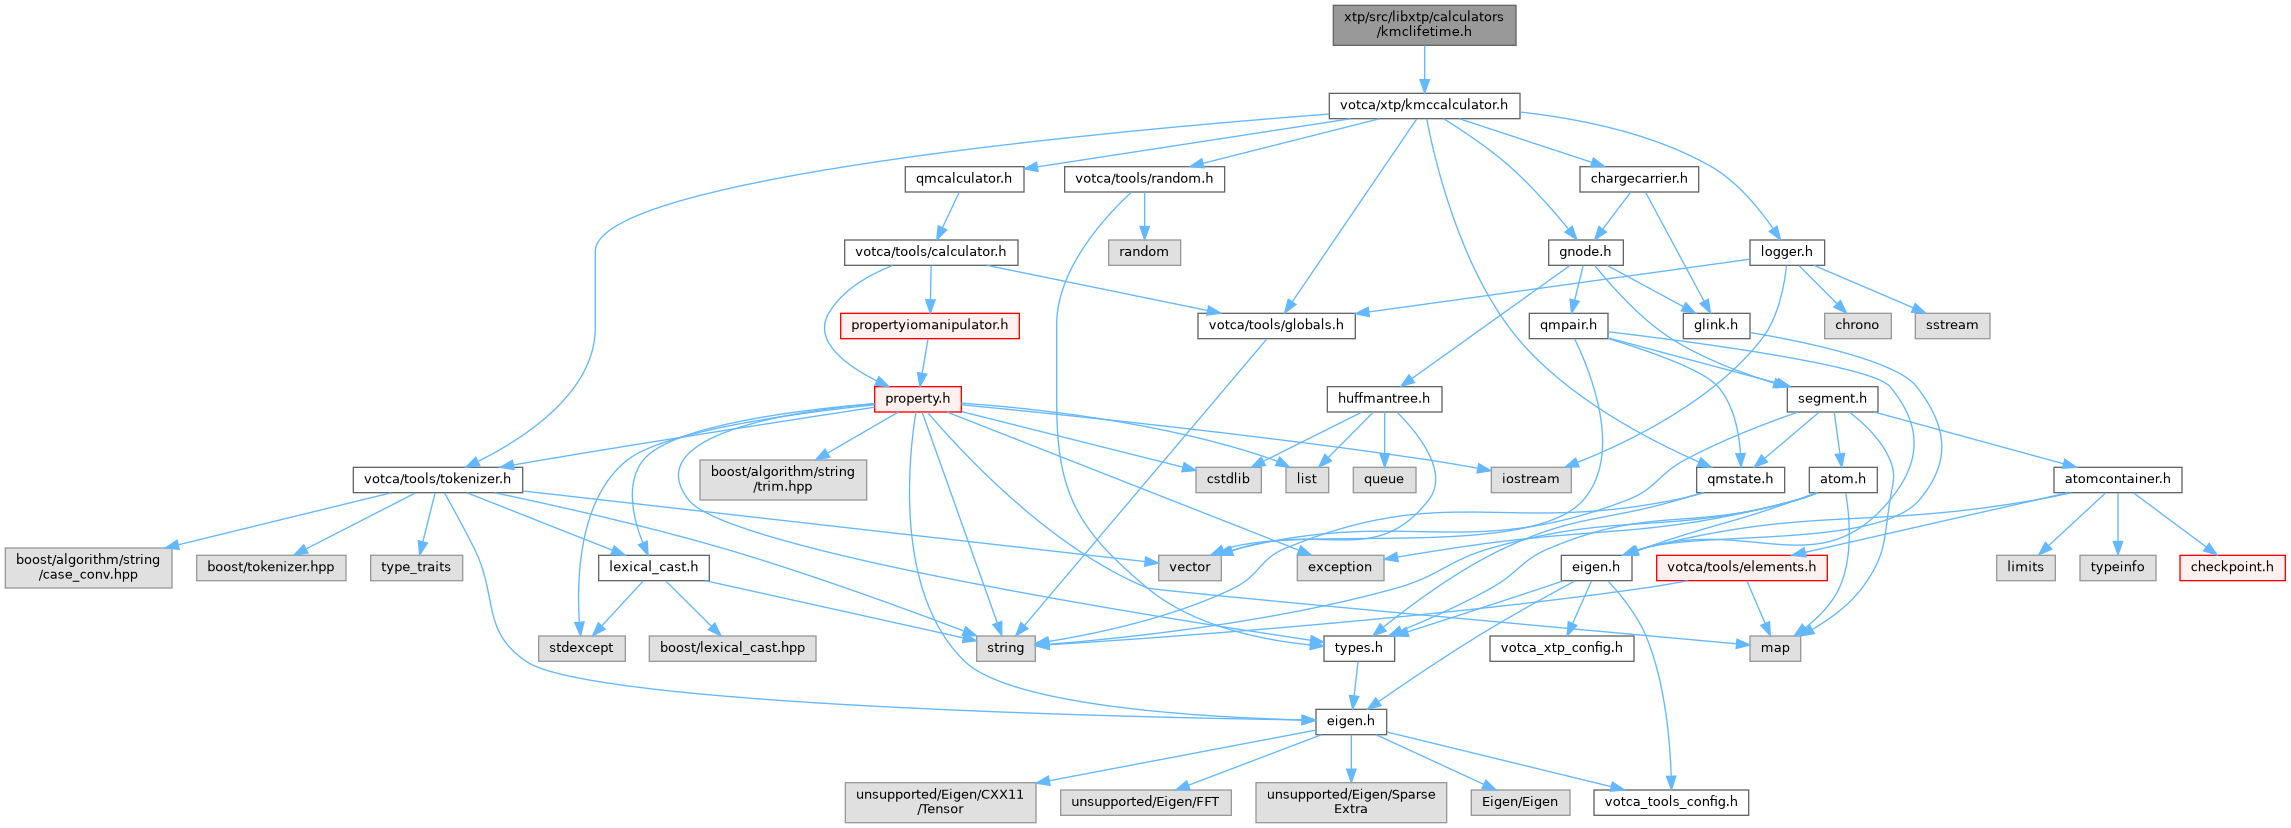 xtp/src/libxtp/calculators
/kmclifetime.h
votca/xtp/kmccalculator.h
qmcalculator.h
votca/tools/random.h
chargecarrier.h
votca/tools/calculator.h
random
gnode.h
logger.h
propertyiomanipulator.h
votca/tools/globals.h
qmpair.h
glink.h
chrono
sstream
property.h
huffmantree.h
segment.h
votca/tools/tokenizer.h
boost/algorithm/string
/trim.hpp
cstdlib
list
queue
iostream
qmstate.h
atom.h
atomcontainer.h
boost/algorithm/string
/case_conv.hpp
boost/tokenizer.hpp
type_traits
lexical_cast.h
vector
exception
eigen.h
votca/tools/elements.h
limits
typeinfo
checkpoint.h
stdexcept
boost/lexical_cast.hpp
string
types.h
votca_xtp_config.h
map
eigen.h
unsupported/Eigen/CXX11
/Tensor
unsupported/Eigen/FFT
unsupported/Eigen/Sparse
Extra
Eigen/Eigen
votca_tools_config.h